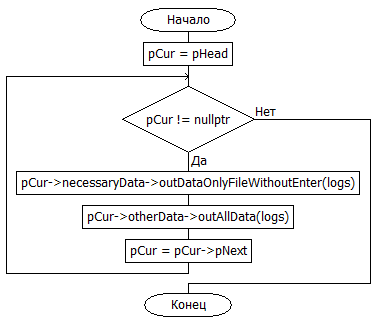 Начало
pCur = pHead
pCur != nullptr
Нет
Да
pCur->necessaryData->outDataOnlyFileWithoutEnter(logs)
pCur->otherData->outAllData(logs)
pCur = pCur->pNext
Конец